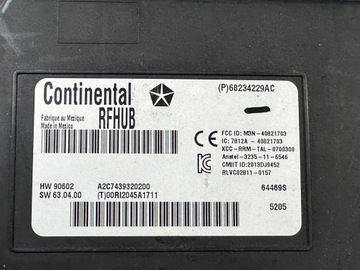 Continental
(P)68234229AC
RFHUB
Fabrique au Mexique
Made in Mexico
FCC ID: M3N-40821703
IC: 7812A - 40821703
KCC-RRM-TAL-0700300
Anatel-3235-11-6546
CMIIT ID:2013DJ9452
RLVC02811-0157
HW 90602
A2C7439320200
64469S
SW 63.04.00
(T)00RI2045A1711
5205